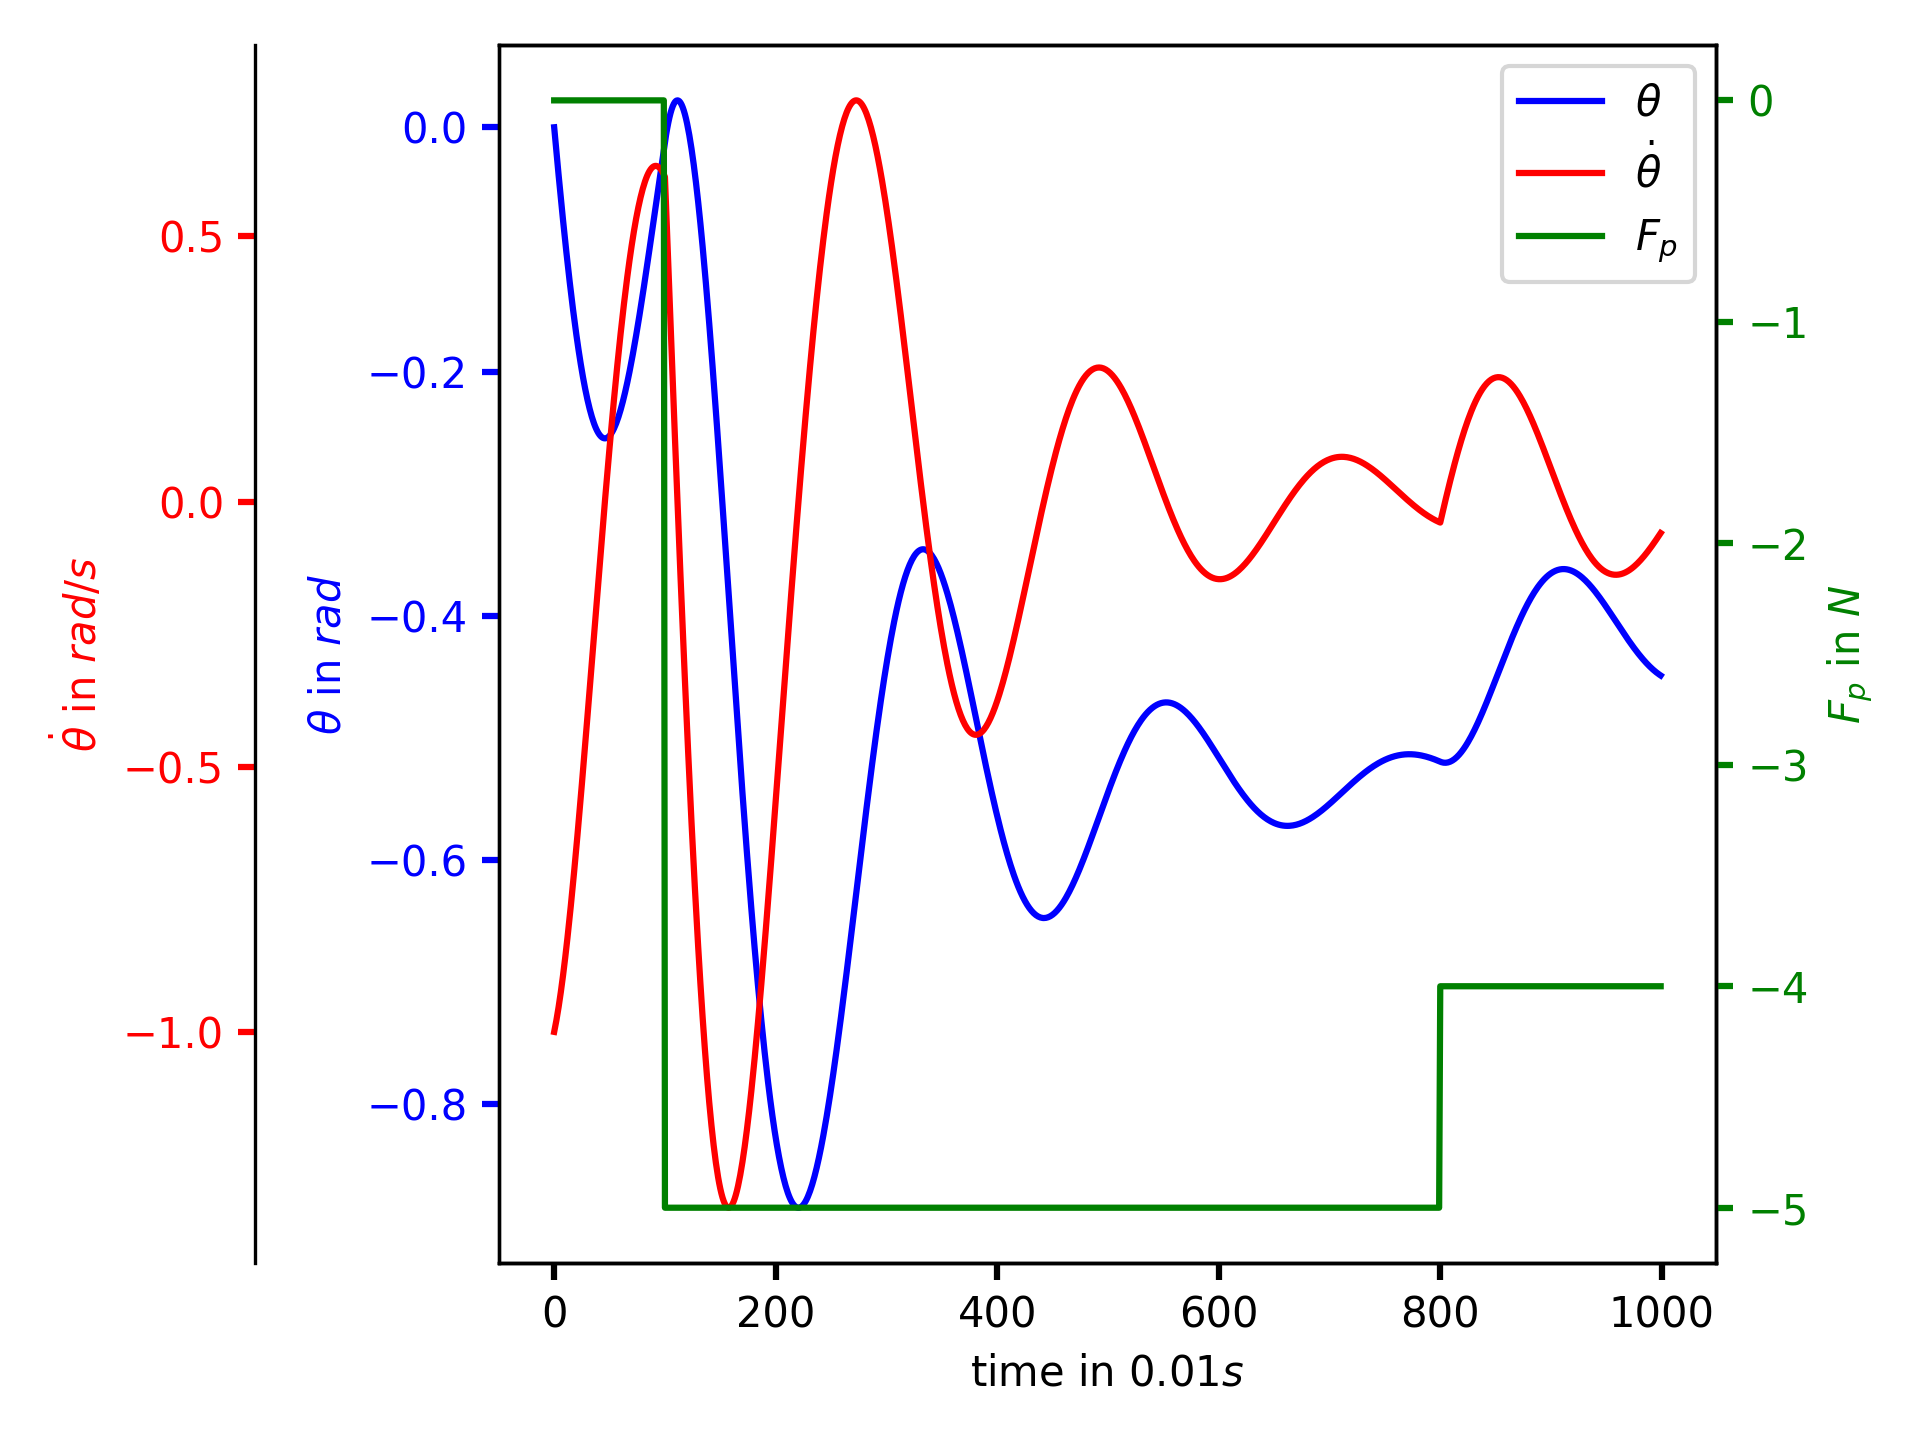 θ
θ̇
F_p
0.0
−0.2
−0.4
−0.6
−0.8
θ in rad
0.5
0.0
−0.5
−1.0
θ̇ in rad/s
0
−1
−2
−3
−4
−5
F_p in N
0 200 400 600 800 1000
time in 0.01s